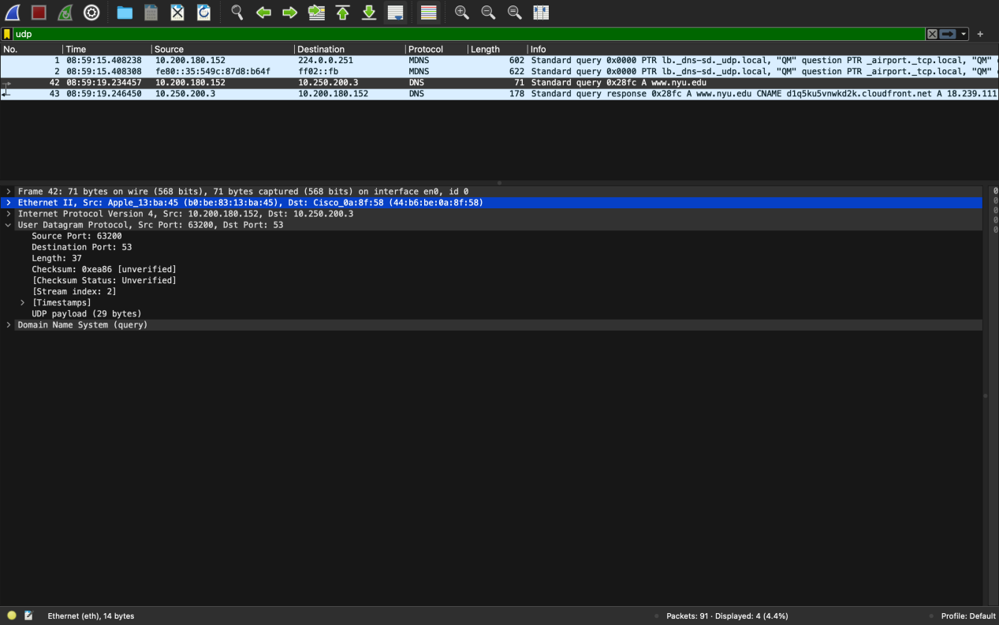 udp
No. Time Source Destination Protocol Length Info
1 08:59:15.408238 10.200.180.152 224.0.0.251 MDNS 602 Standard query 0x0000 PTR lb._dns-sd._udp.local, "QM" question PTR _airport._tcp.local, "QM"
2 08:59:15.408308 fe80::35:549c:87d8:b64f ff02::fb MDNS 622 Standard query 0x0000 PTR lb._dns-sd._udp.local, "QM" question PTR _airport._tcp.local, "QM"
42 08:59:19.234457 10.200.180.152 10.250.200.3 DNS 71 Standard query 0x28fc A www.nyu.edu
43 08:59:19.246450 10.250.200.3 10.200.180.152 DNS 178 Standard query response 0x28fc A www.nyu.edu CNAME d1q5ku5vnwkd2k.cloudfront.net A 18.239.111
Frame 42: 71 bytes on wire (568 bits), 71 bytes captured (568 bits) on interface en0, id 0
Ethernet II, Src: Apple_13:ba:45 (b0:be:83:13:ba:45), Dst: Cisco_0a:8f:58 (44:b6:be:0a:8f:58)
Internet Protocol Version 4, Src: 10.200.180.152, Dst: 10.250.200.3
User Datagram Protocol, Src Port: 63200, Dst Port: 53
Source Port: 63200
Destination Port: 53
Length: 37
Checksum: 0xea86 [unverified]
[Checksum Status: Unverified]
[Stream index: 2]
[Timestamps]
UDP payload (29 bytes)
Domain Name System (query)
0
0
0
0
0
Ethernet (eth), 14 bytes
Packets: 91 · Displayed: 4 (4.4%)
Profile: Default